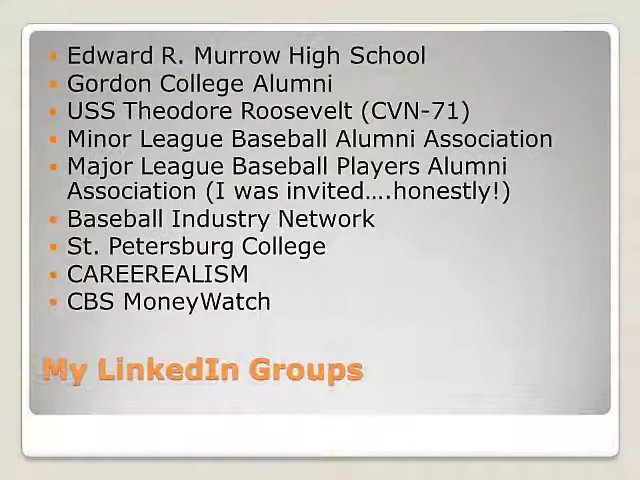 Edward R. Murrow High School
Gordon College Alumni
USS Theodore Roosevelt (CVN-71)
Minor League Baseball Alumni Association
Major League Baseball Players Alumni
Association (I was invited....honestly!)
Baseball Industry Network
St. Petersburg College
CAREEREALISM
CBS MoneyWatch
My LinkedIn Groups